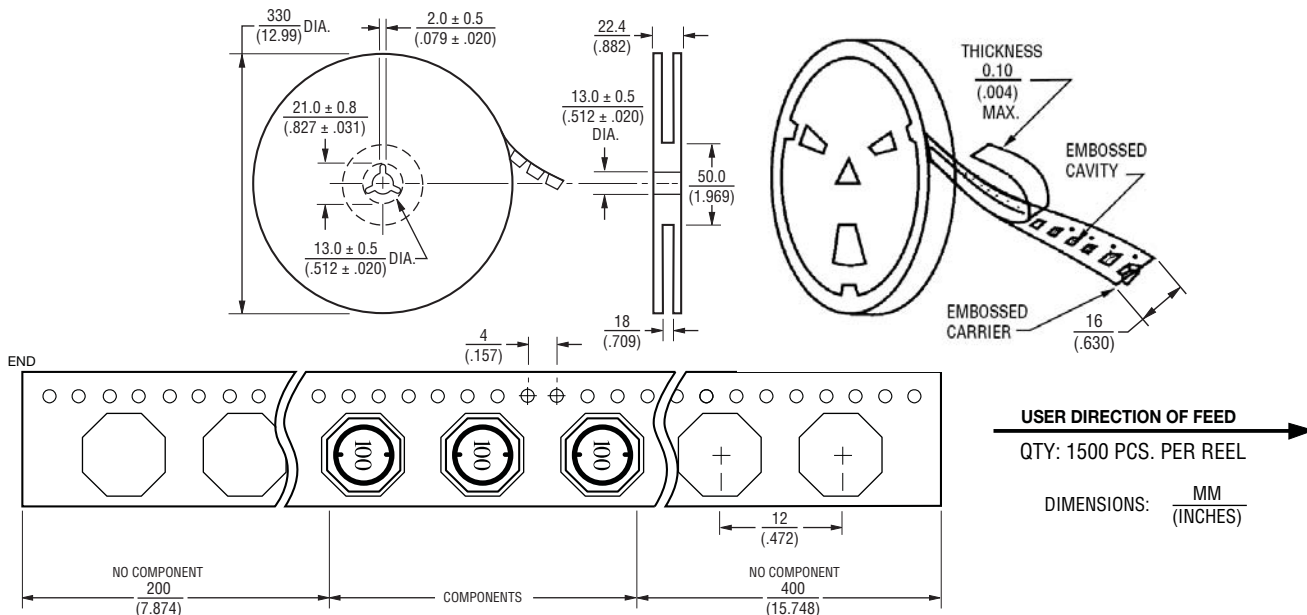 330
(12.99)
DIA.
2.0 ± 0.5
(.079 ± .020)
21.0 ± 0.8
(.827 ± .031)
13.0 ± 0.5
(.512 ± .020)
DIA.
22.4
(.882)
13.0 ± 0.5
(.512 ± .020)
DIA.
50.0
(1.969)
18
(.709)
THICKNESS
0.10
(.004)
MAX.
EMBOSSED
CAVITY
EMBOSSED
CARRIER
16
(.630)
END
4
(.157)
100
100
100
12
(.472)
NO COMPONENT
200
(7.874)
COMPONENTS
NO COMPONENT
400
(15.748)
USER DIRECTION OF FEED
QTY: 1500 PCS. PER REEL
DIMENSIONS:
MM
(INCHES)